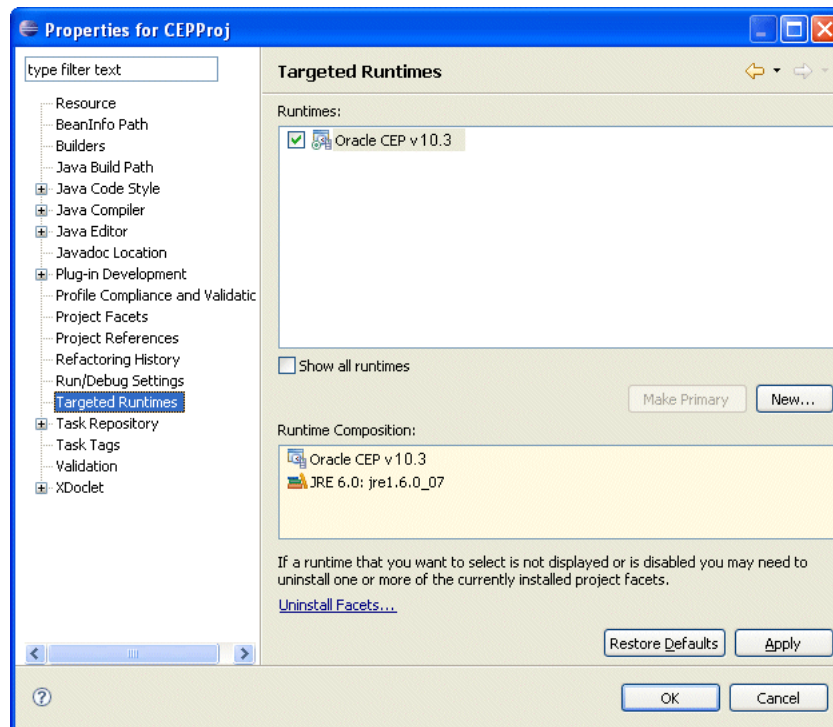 Properties for CEPProj
type filter text
Resource
BeanInfo Path
Builders
Java Build Path
Java Code Style
Java Compiler
Java Editor
Javadoc Location
Plug-in Development
Profile Compliance and Validatic
Project Facets
Project References
Refactoring History
Run/Debug Settings
Targeted Runtimes
Task Repository
Task Tags
Validation
XDoclet
Targeted Runtimes
Runtimes:
Oracle CEP v10.3
Show all runtimes
Make Primary
New...
Runtime Composition:
Oracle CEP v10.3
JRE 6.0: jre1.6.0_07
If a runtime that you want to select is not displayed or is disabled you may need to
uninstall one or more of the currently installed project facets.
Uninstall Facets...
Restore Defaults
Apply
OK
Cancel